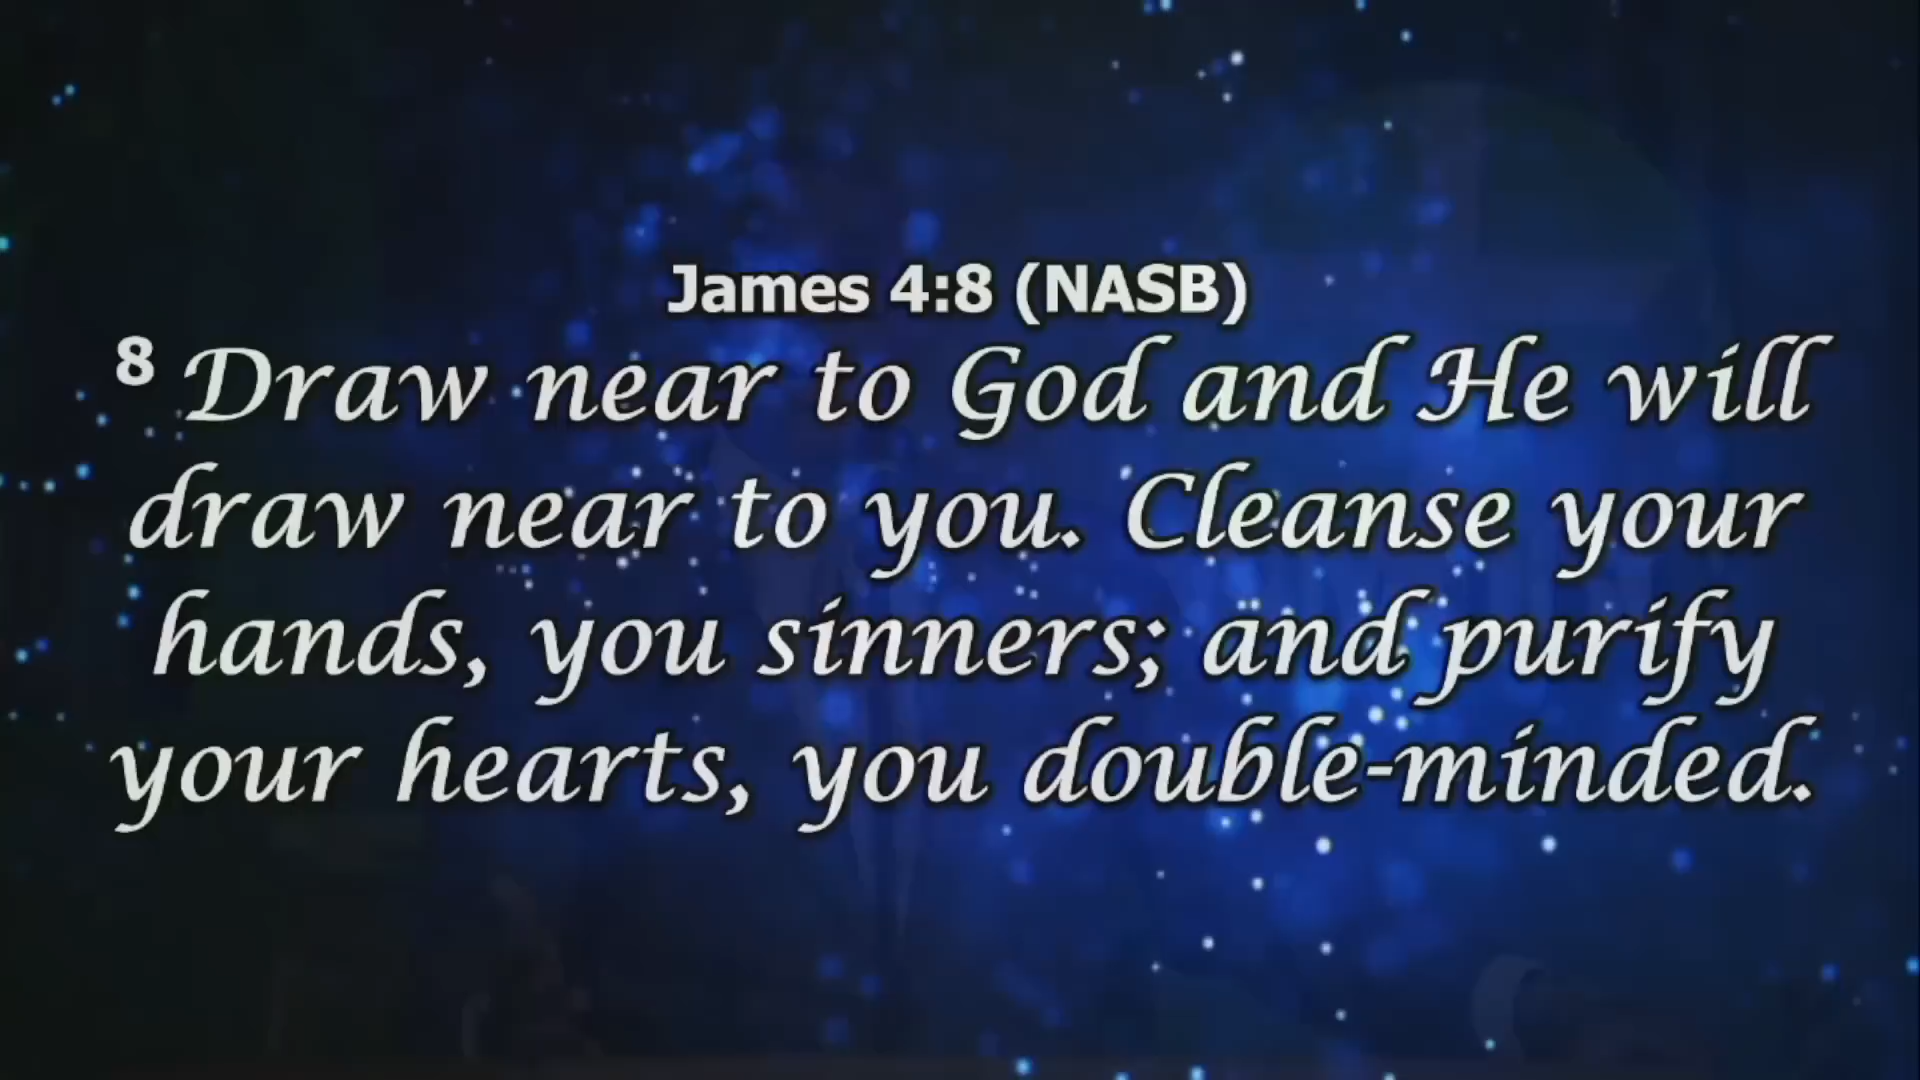 James 4:8 (NASB)
8 Draw near to God and He will
draw near to you. Cleanse your
hands, you sinners; and purify
your hearts, you double-minded.